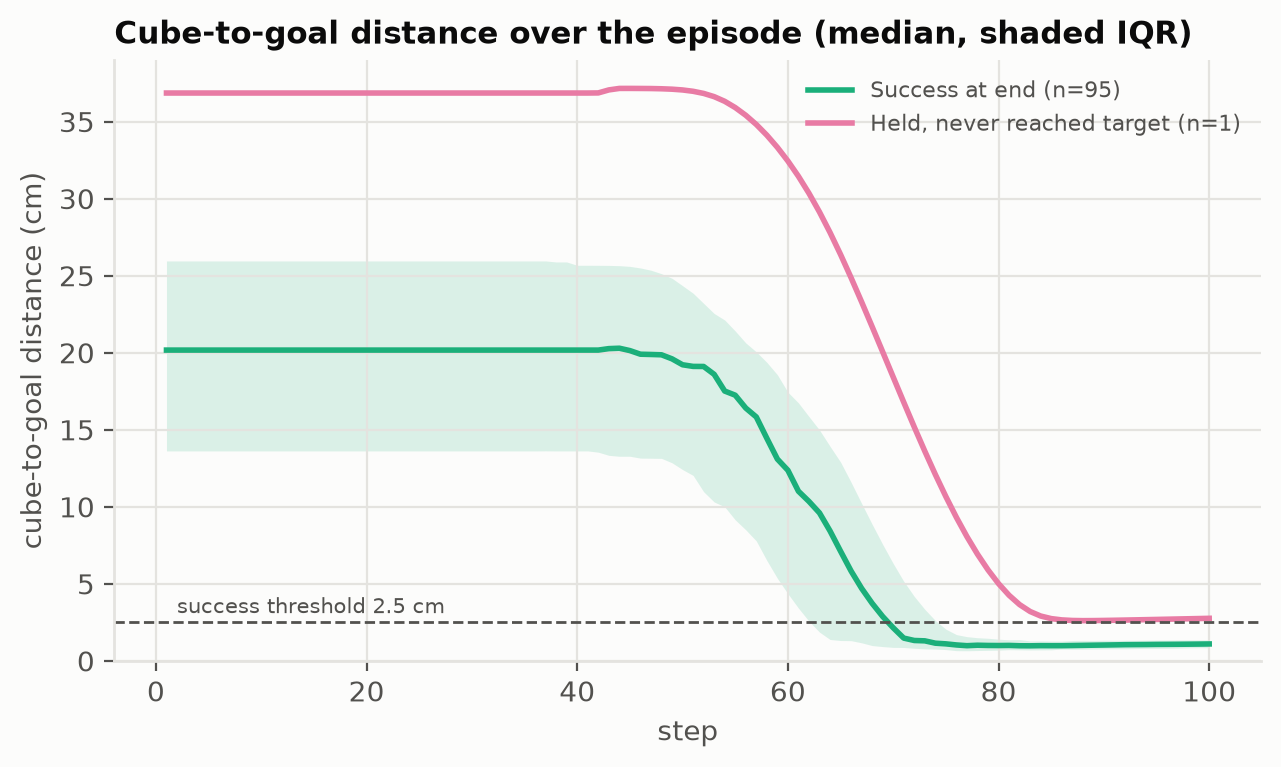 Cube-to-goal distance over the episode (median, shaded IQR)
Success at end (n=95)
Held, never reached target (n=1)
cube-to-goal distance (cm)
35
30
25
20
15
10
5
0
success threshold 2.5 cm
0 20 40 60 80 100
step